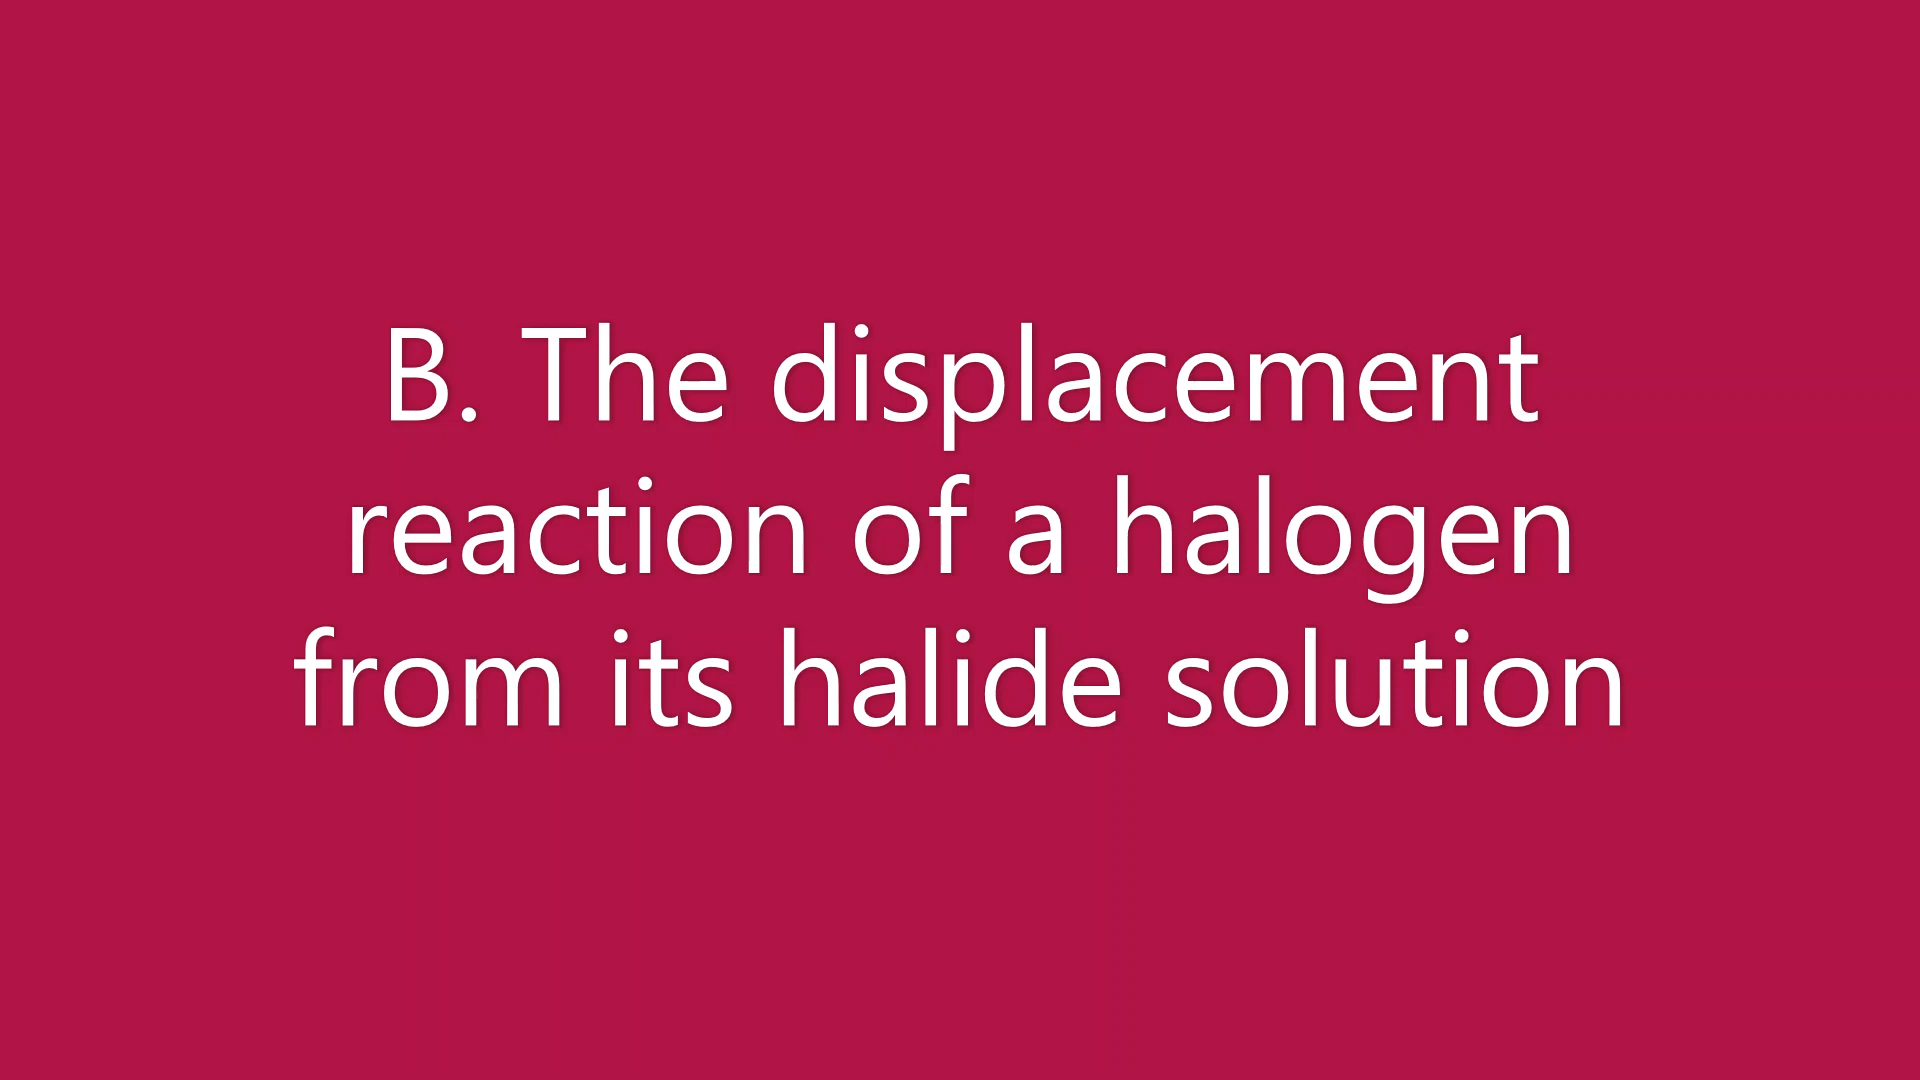 B. The displacement
reaction of a halogen
from its halide solution